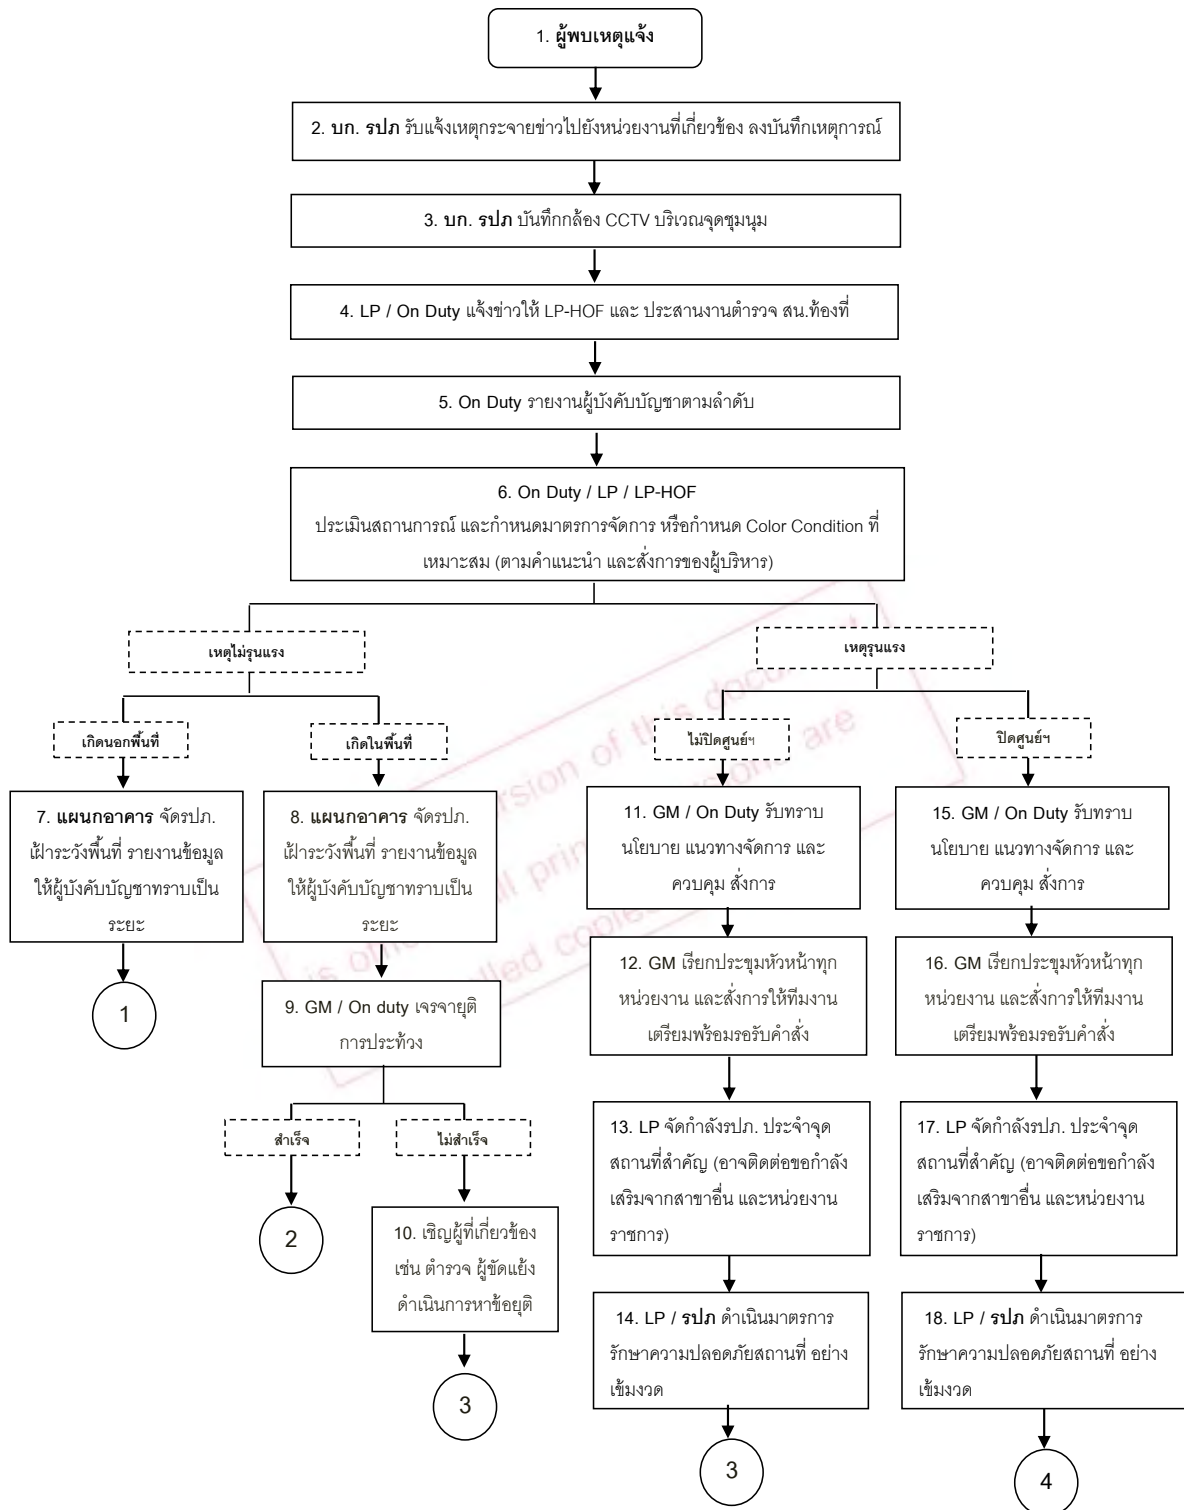 1. ผู้พบเหตุแจ้ง
2. บก. รปภ รับแจ้งเหตุกระจายข่าวไปยังหน่วยงานที่เกี่ยวข้อง ลงบันทึกเหตุการณ์
3. บก. รปภ บันทึกกล้อง CCTV บริเวณจุดชุมนุม
4. LP / On Duty แจ้งข่าวให้ LP-HOF และ ประสานงานตำรวจ สน.ท้องที่
5. On Duty รายงานผู้บังคับบัญชาตามลำดับ
6. On Duty / LP / LP-HOF
ประเมินสถานการณ์ และกำหนดมาตรการจัดการ หรือกำหนด Color Condition ที่
เหมาะสม (ตามคำแนะนำ และสั่งการของผู้บริหาร)
เหตุไม่รุนแรง
เหตุรุนแรง
เกิดนอกพื้นที่
เกิดในพื้นที่
ไม่ปิดศูนย์ฯ
ปิดศูนย์ฯ
7. แผนกอาคาร จัดรปภ.
เฝ้าระวังพื้นที่ รายงานข้อมูล
ให้ผู้บังคับบัญชาทราบเป็น
ระยะ
1
8. แผนกอาคาร จัดรปภ.
เฝ้าระวังพื้นที่ รายงานข้อมูล
ให้ผู้บังคับบัญชาทราบเป็น
ระยะ
9. GM / On duty เจรจายุติ
การประท้วง
สำเร็จ
ไม่สำเร็จ
2
10. เชิญผู้ที่เกี่ยวข้อง
เช่น ตำรวจ ผู้ขัดแย้ง
ดำเนินการหาข้อยุติ
3
11. GM / On Duty รับทราบ
นโยบาย แนวทางจัดการ และ
ควบคุม สั่งการ
12. GM เรียกประชุมหัวหน้าทุก
หน่วยงาน และสั่งการให้ทีมงาน
เตรียมพร้อมรอรับคำสั่ง
13. LP จัดกำลังรปภ. ประจำจุด
สถานที่สำคัญ (อาจติดต่อขอกำลัง
เสริมจากสาขาอื่น และหน่วยงาน
ราชการ)
14. LP / รปภ ดำเนินมาตรการ
รักษาความปลอดภัยสถานที่ อย่าง
เข้มงวด
3
15. GM / On Duty รับทราบ
นโยบาย แนวทางจัดการ และ
ควบคุม สั่งการ
16. GM เรียกประชุมหัวหน้าทุก
หน่วยงาน และสั่งการให้ทีมงาน
เตรียมพร้อมรอรับคำสั่ง
17. LP จัดกำลังรปภ. ประจำจุด
สถานที่สำคัญ (อาจติดต่อขอกำลัง
เสริมจากสาขาอื่น และหน่วยงาน
ราชการ)
18. LP / รปภ ดำเนินมาตรการ
รักษาความปลอดภัยสถานที่ อย่าง
เข้มงวด
4